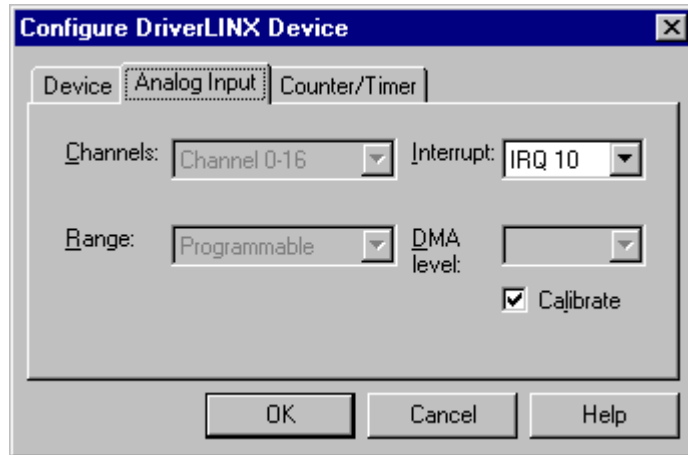 Configure DriverLINX Device
Device Analog Input Counter/Timer
Channels: Channel 0-16 Interrupt: IRQ 10
Range: Programmable DMA level:
Calibrate
OK Cancel Help